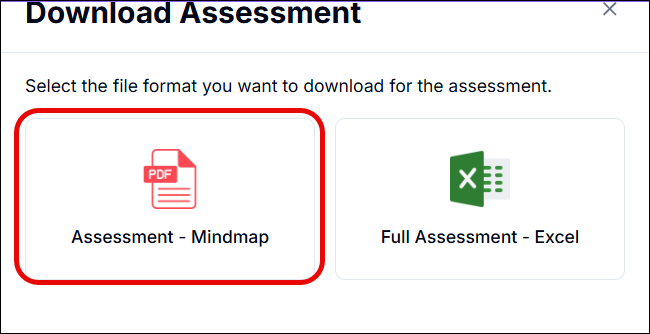 Download Assessment
Select the file format you want to download for the assessment.
PDF
Assessment - Mindmap
X
Full Assessment - Excel